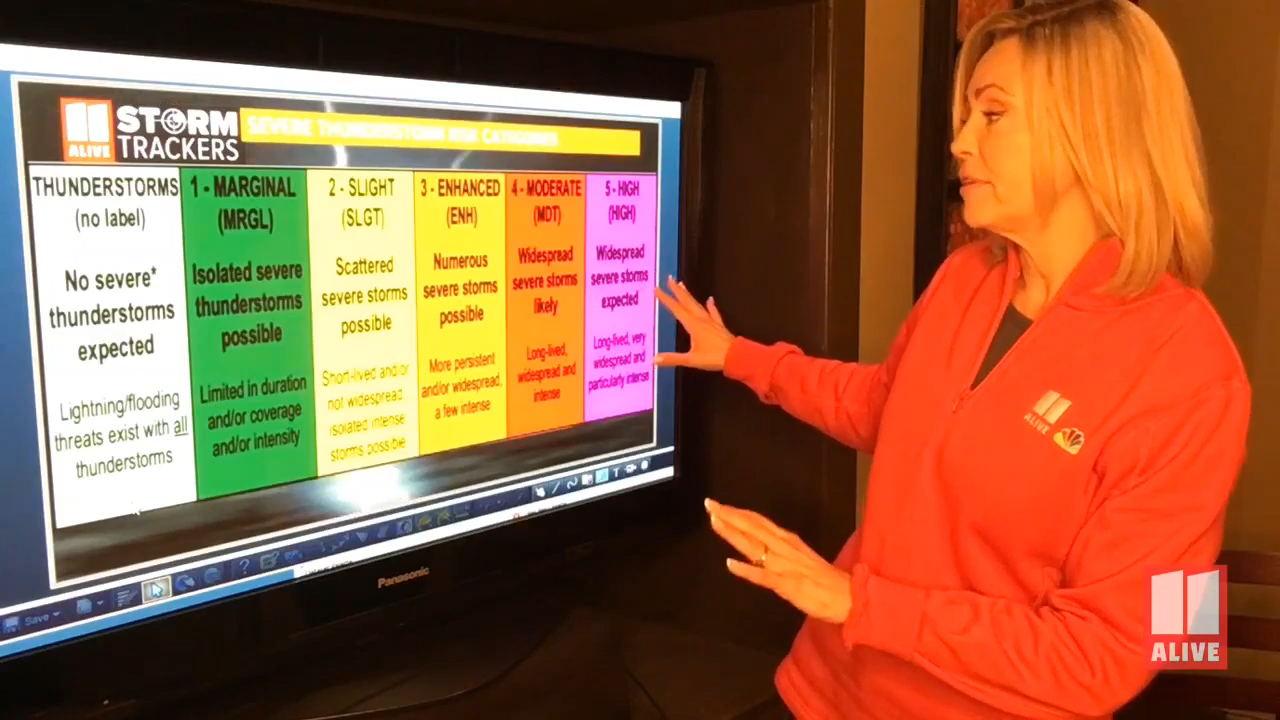 11
ALIVE
STORM
TRACKERS
SEVERE THUNDERSTORM RISK CATEGORIES
THUNDERSTORMS
(no label)
No severe*
thunderstorms
expected
Lightning/flooding
threats exist with all
thunderstorms
1 - MARGINAL
(MRGL)
Isolated severe
thunderstorms
possible
Limited in duration
and/or coverage
and/or intensity
2 - SLIGHT
(SLGT)
Scattered
severe storms
possible
Short-lived and/or
not widespread,
isolated intense
storms possible
3 - ENHANCED
(ENH)
Numerous
severe storms
possible
More persistent
and/or widespread,
a few intense
4 - MODERATE
(MDT)
Widespread
severe storms
likely
Long-lived,
widespread and
intense
5 - HIGH
(HIGH)
Widespread
severe storms
expected
Long-lived, very
widespread and
particularly intense
Save
Panasonic
11
ALIVE
11
ALIVE